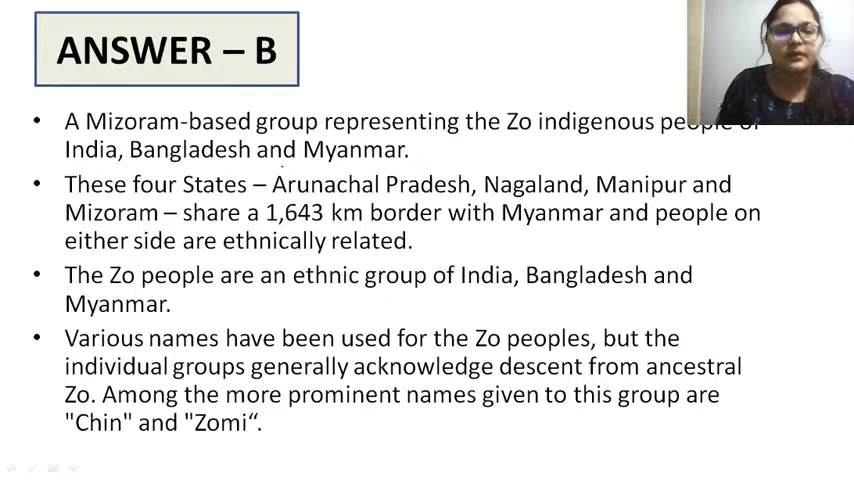 ANSWER – B
• A Mizoram-based group representing the Zo indigenous people of
India, Bangladesh and Myanmar.
• These four States – Arunachal Pradesh, Nagaland, Manipur and
Mizoram – share a 1,643 km border with Myanmar and people on
either side are ethnically related.
• The Zo people are an ethnic group of India, Bangladesh and
Myanmar.
• Various names have been used for the Zo peoples, but the
individual groups generally acknowledge descent from ancestral
Zo. Among the more prominent names given to this group are
"Chin" and "Zomi“.